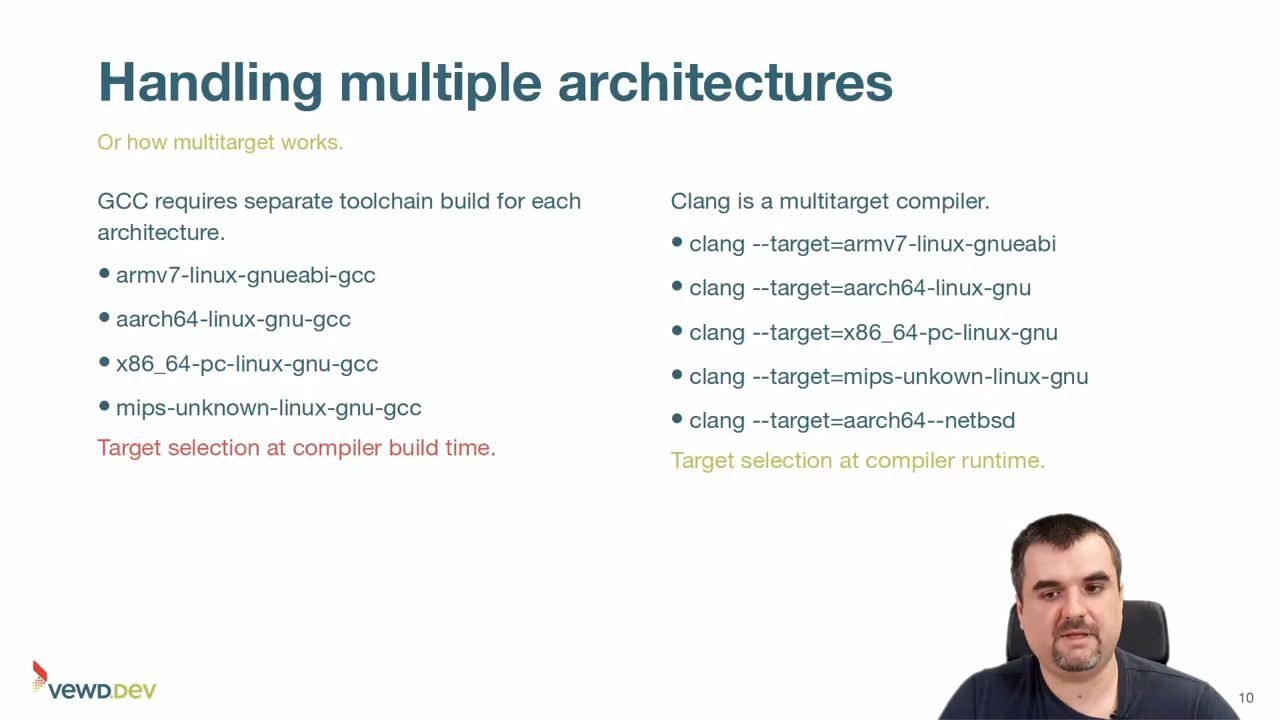 Handling multiple architectures
Or how multitarget works.
GCC requires separate toolchain build for each
architecture.
• armv7-linux-gnueabi-gcc
• aarch64-linux-gnu-gcc
• x86_64-pc-linux-gnu-gcc
• mips-unknown-linux-gnu-gcc
Target selection at compiler build time.
Clang is a multitarget compiler.
• clang --target=armv7-linux-gnueabi
• clang --target=aarch64-linux-gnu
• clang --target=x86_64-pc-linux-gnu
• clang --target=mips-unkown-linux-gnu
• clang --target=aarch64--netbsd
Target selection at compiler runtime.
VEWD.DEV
10